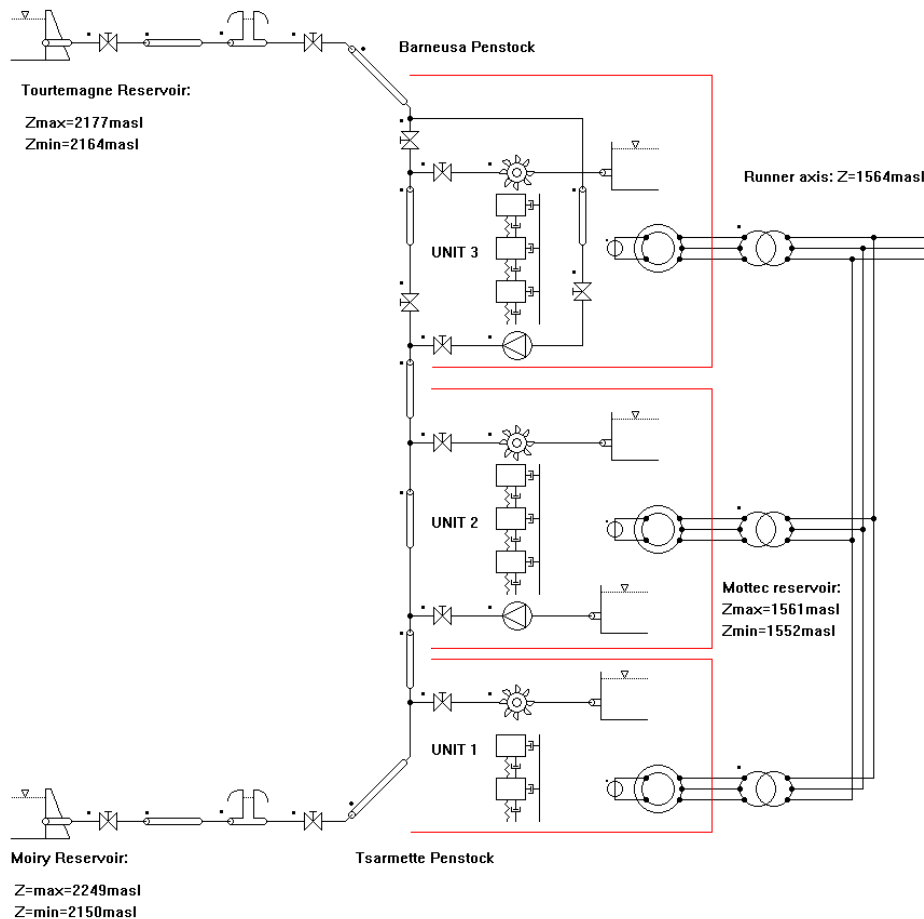 Barneusa Penstock
Tourtemagne Reservoir:
Zmax=2177masl
Zmin=2164masl
Runner axis: Z=1564masl
UNIT 3
UNIT 2
Mottec reservoir:
Zmax=1561masl
Zmin=1552masl
UNIT 1
Moiry Reservoir:
Tsarmette Penstock
Z=max=2249masl
Z=min=2150masl